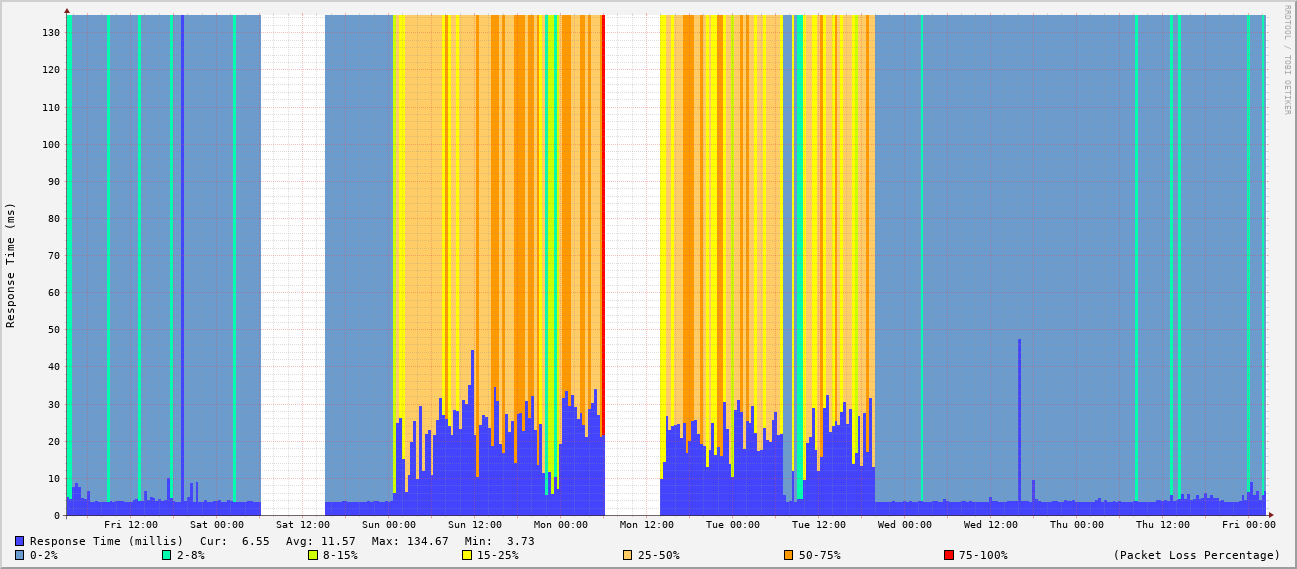 RRDTOOL / TOBI OETIKER
Response Time (ms)
130
120
110
100
90
80
70
60
50
40
30
20
10
0
Fri 12:00 Sat 00:00 Sat 12:00 Sun 00:00 Sun 12:00 Mon 00:00 Mon 12:00 Tue 00:00 Tue 12:00 Wed 00:00 Wed 12:00 Thu 00:00 Thu 12:00 Fri 00:00
Response Time (millis) Cur: 6.55 Avg: 11.57 Max: 134.67 Min: 3.73
0-2% 2-8% 8-15% 15-25% 25-50% 50-75% 75-100% (Packet Loss Percentage)